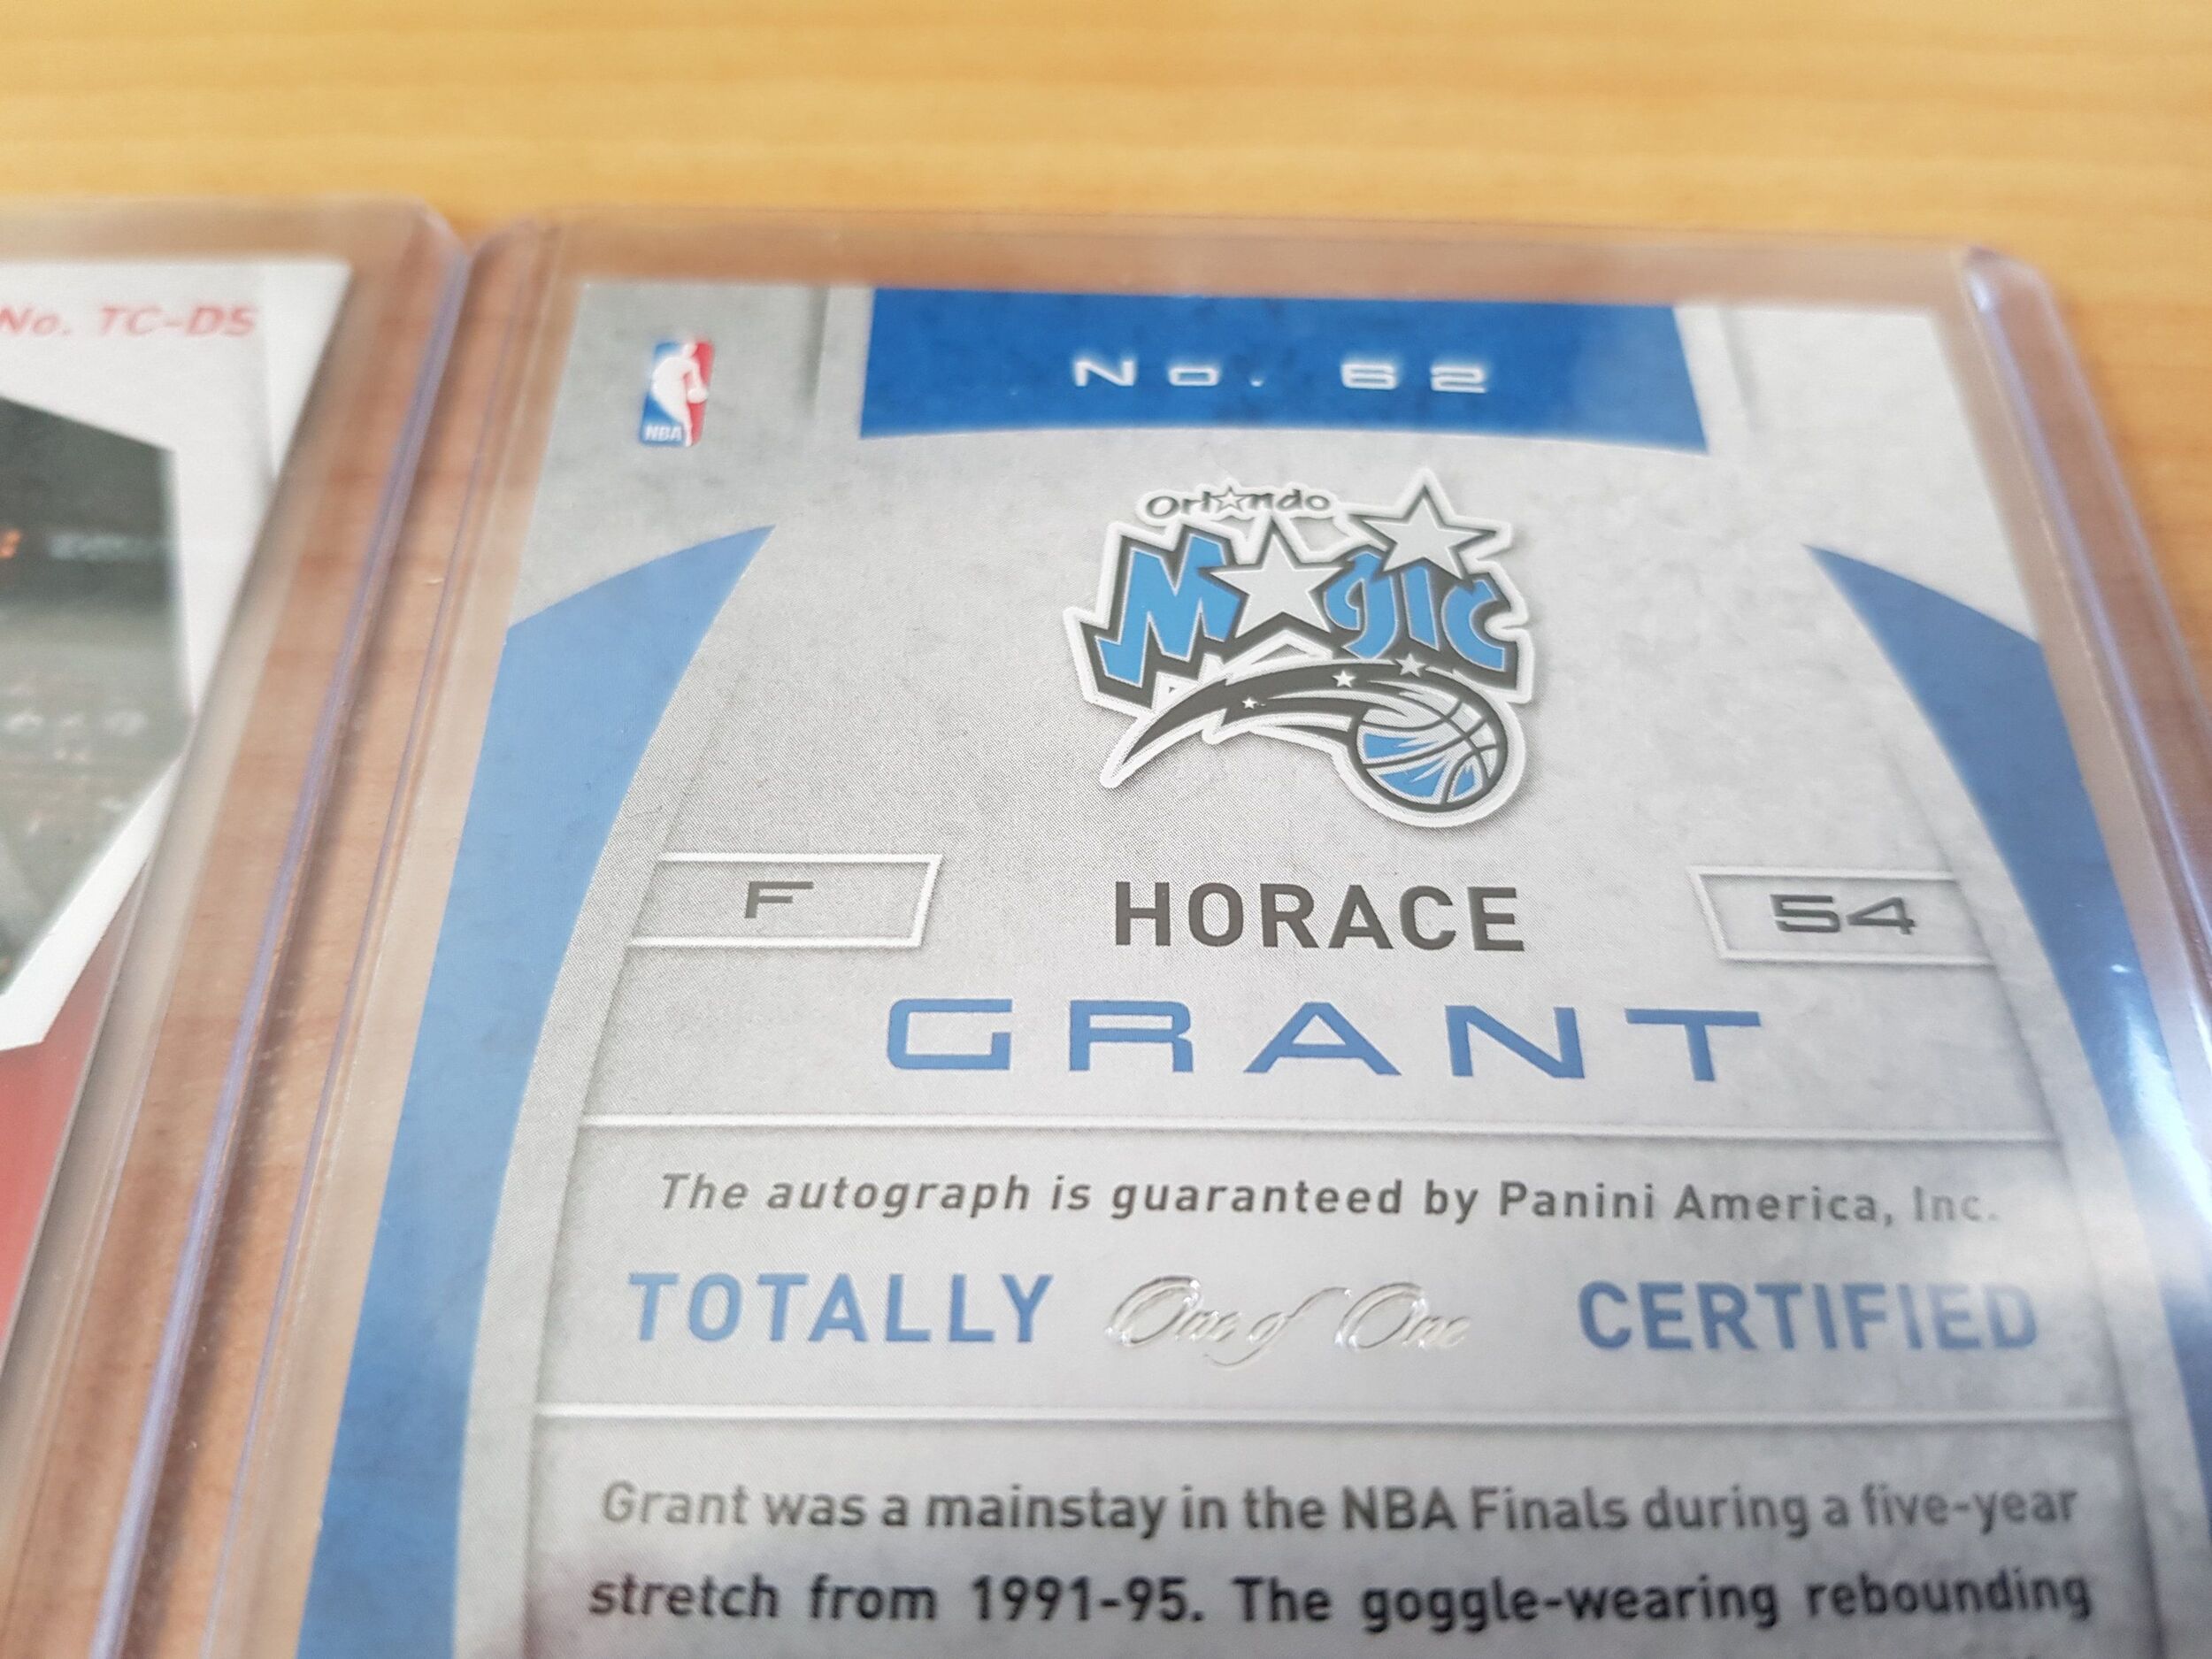 No. TC-DS
No. 62
NBA
Orlando
Magic
F
HORACE
54
GRANT
The autograph is guaranteed by Panini America, Inc.
TOTALLY One of One CERTIFIED
Grant was a mainstay in the NBA Finals during a five-year
stretch from 1991-95. The goggle-wearing rebounding